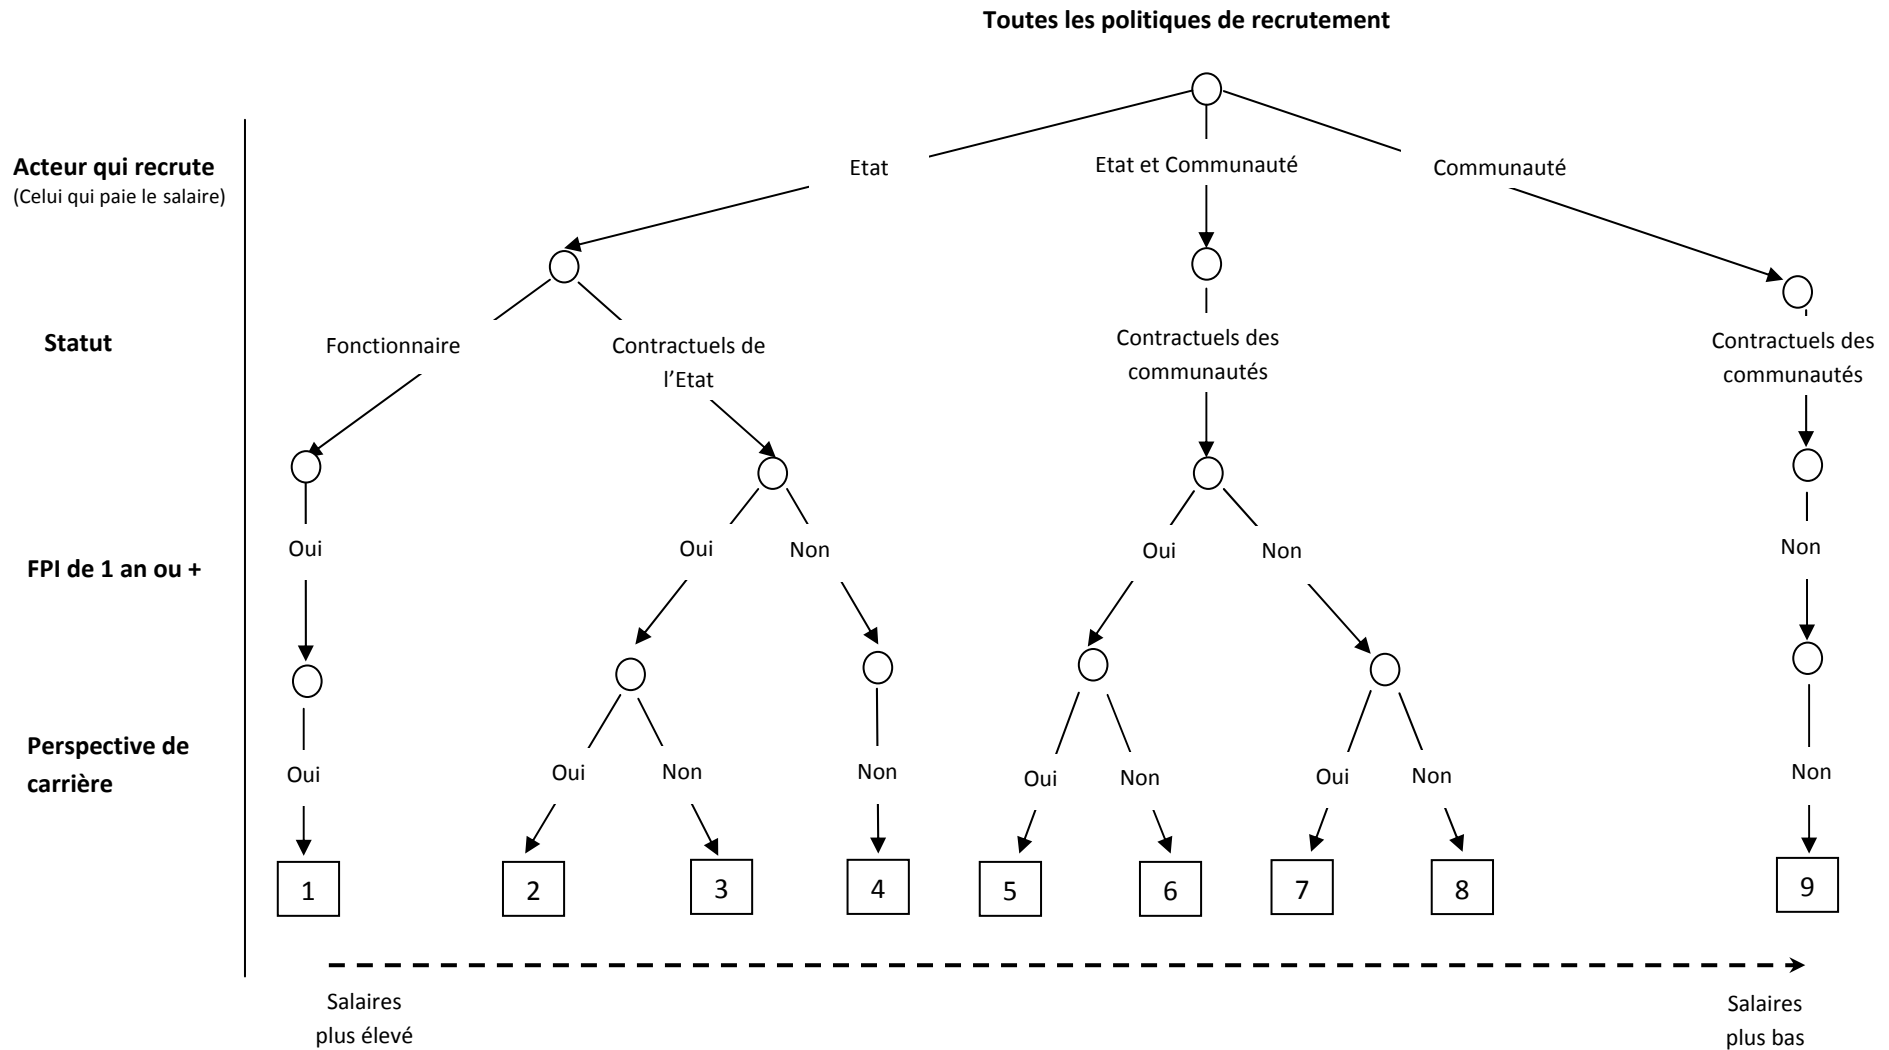 Toutes les politiques de recrutement
Acteur qui recrute
(Celui qui paie le salaire)
Etat
Etat et Communauté
Communauté
Statut
Fonctionnaire
Contractuels de
l’Etat
Contractuels des
communautés
Contractuels des
communautés
FPI de 1 an ou +
Oui
Oui
Non
Oui
Non
Non
Perspective de
carrière
Oui
Oui
Non
Non
Oui
Non
Oui
Non
Non
1
2
3
4
5
6
7
8
9
Salaires
plus élevé
Salaires
plus bas